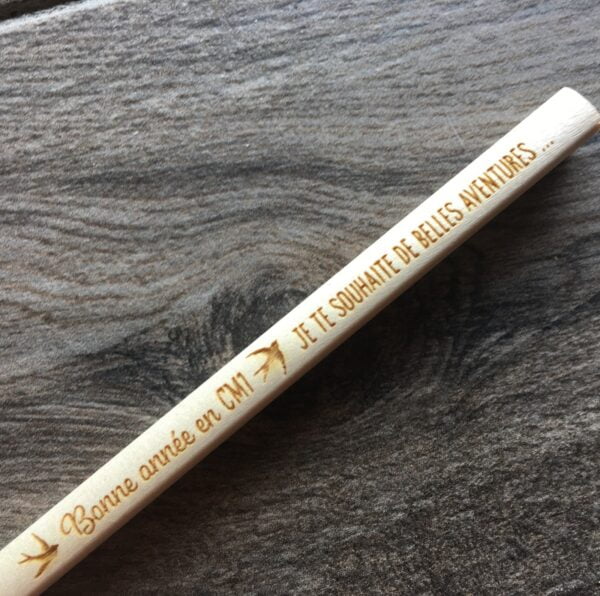 Bonne année en CM1 JE TE SOUHAITE DE BELLES AVENTURES ...